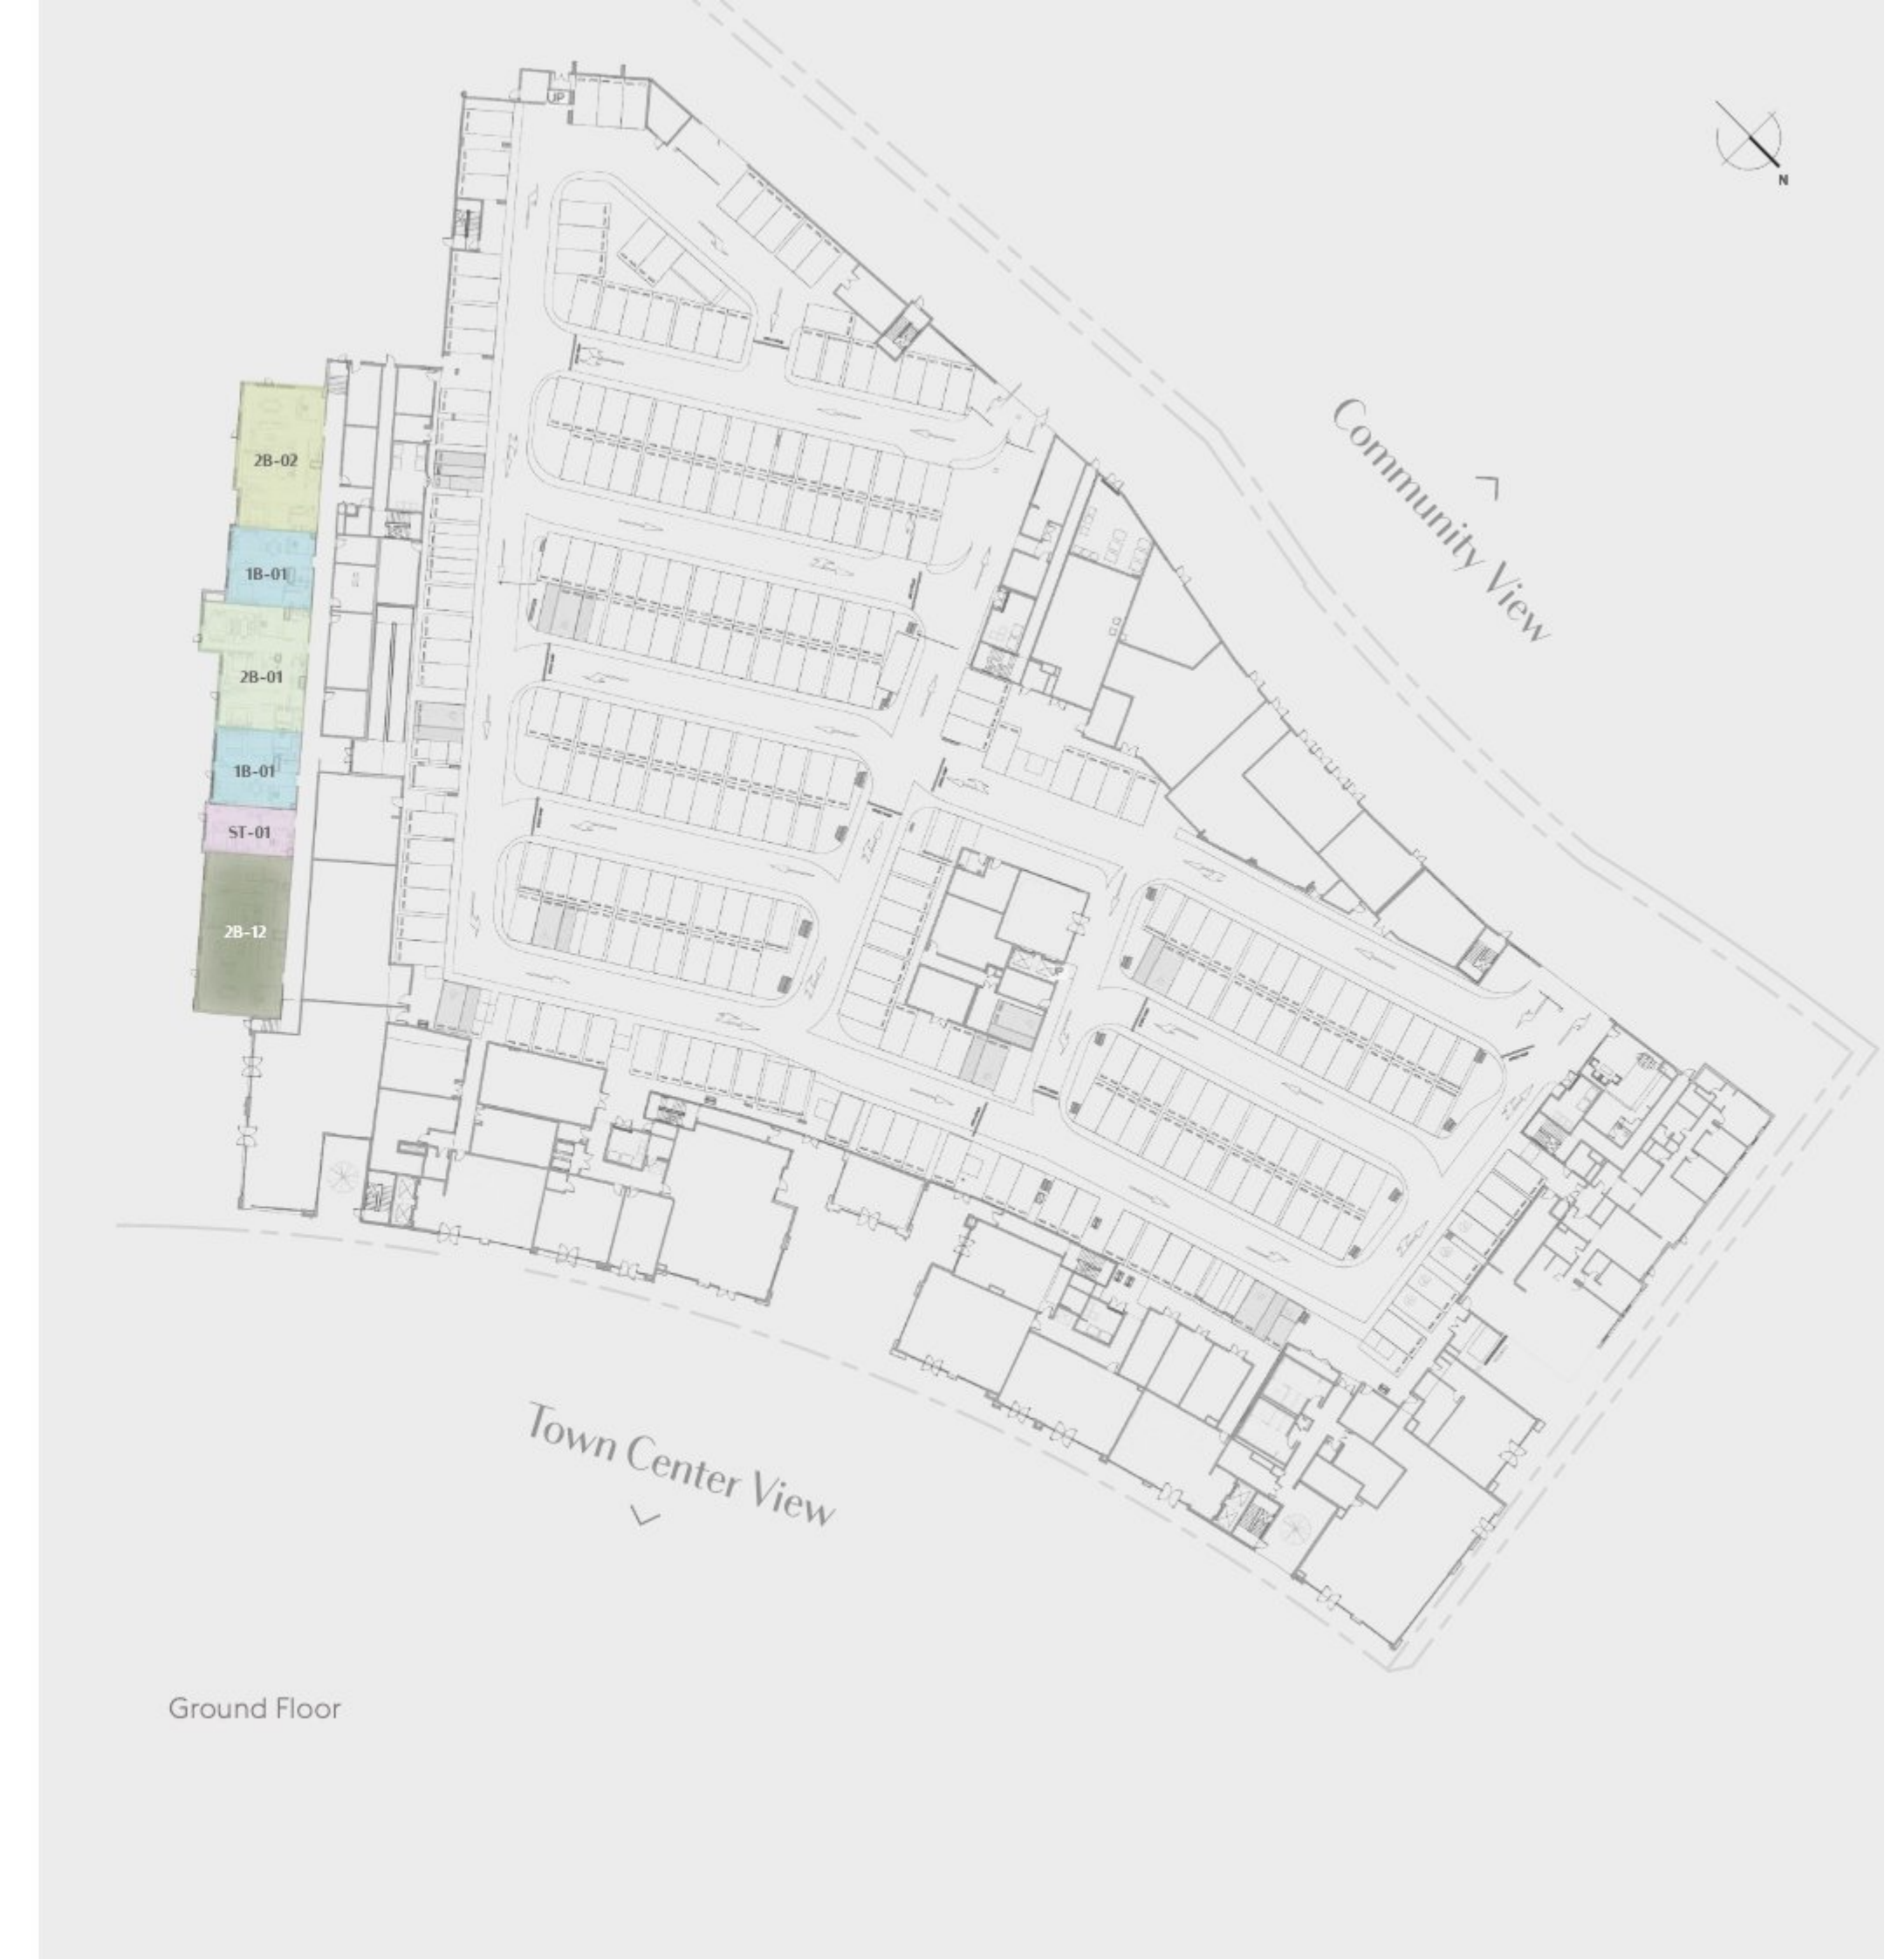 UP
N
Community View
2B-02
1B-01
2B-01
1B-01
ST-01
2B-12
Town Center View
Ground Floor